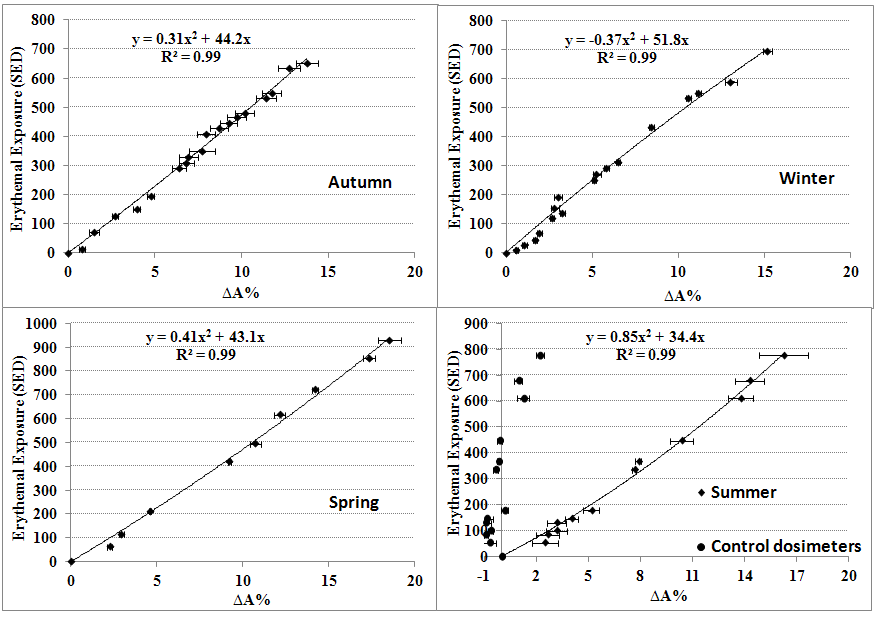 800
700
600
500
400
300
200
100
0
Erythemal Exposure (SED)
y = 0.31x² + 44.2x
R² = 0.99
Autumn
0 5 10 15 20
ΔA%
800
700
600
500
400
300
200
100
0
Erythemal Exposure (SED)
y = -0.37x² + 51.8x
R² = 0.99
Winter
0 5 10 15 20
ΔA%
1000
900
800
700
600
500
400
300
200
100
0
Erythemal Exposure (SED)
y = 0.41x² + 43.1x
R² = 0.99
Spring
0 5 10 15 20
ΔA%
900
800
700
600
500
400
300
200
100
0
Erythemal Exposure (SED)
y = 0.85x² + 34.4x
R² = 0.99
Summer
Control dosimeters
-1 2 5 8 11 14 17 20
ΔA%